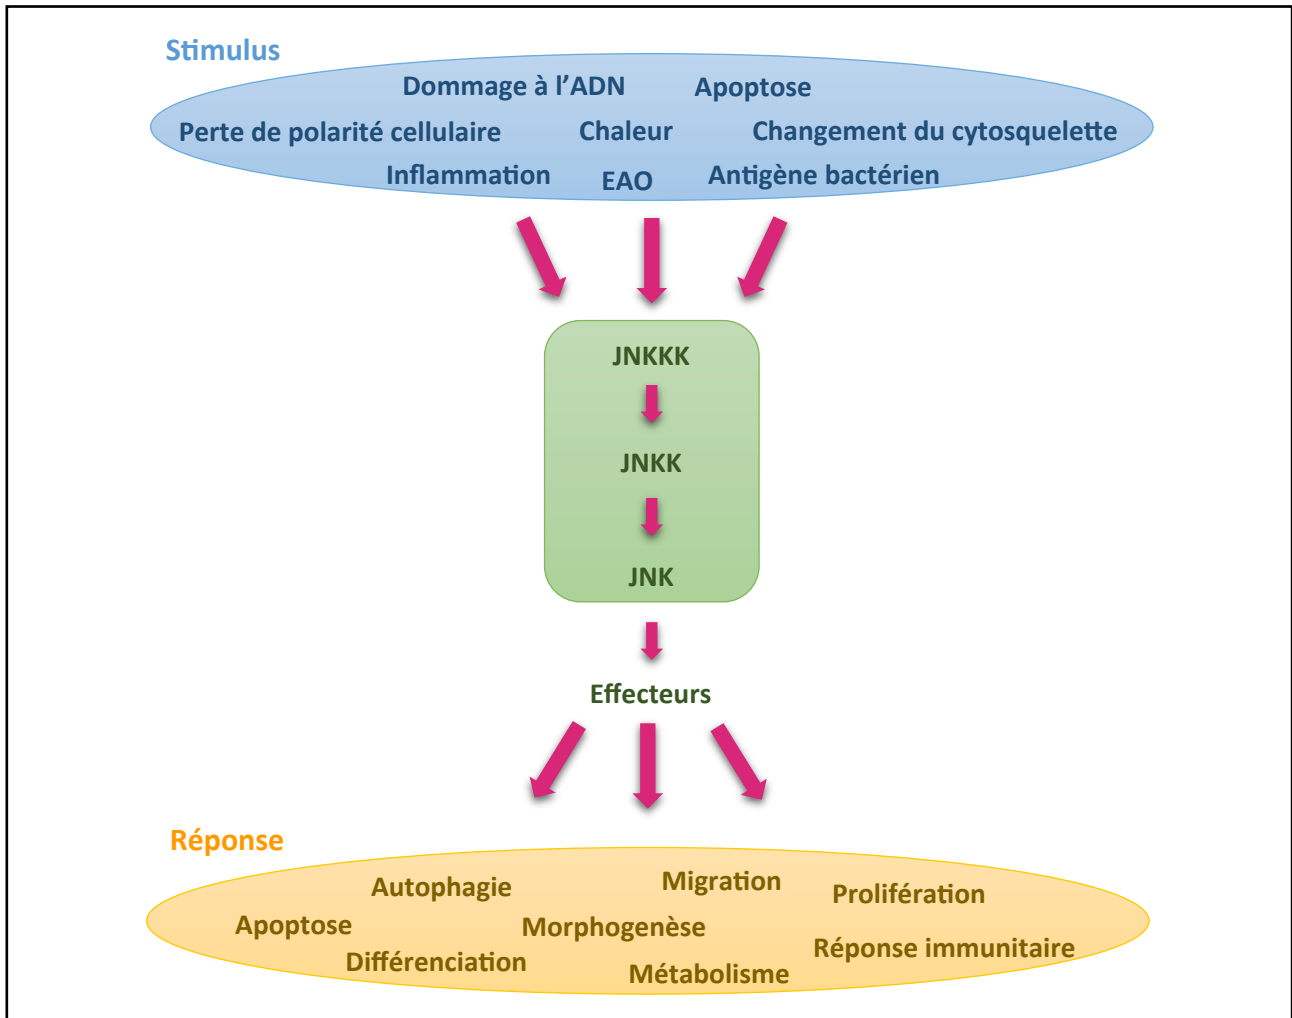 Stimulus
Dommage à l’ADN
Apoptose
Perte de polarité cellulaire
Chaleur
Changement du cytosquelette
Inflammation
EAO
Antigène bactérien
JNKKK
JNKK
JNK
Effecteurs
Réponse
Autophagie
Migration
Prolifération
Apoptose
Morphogenèse
Réponse immunitaire
Différenciation
Métabolisme